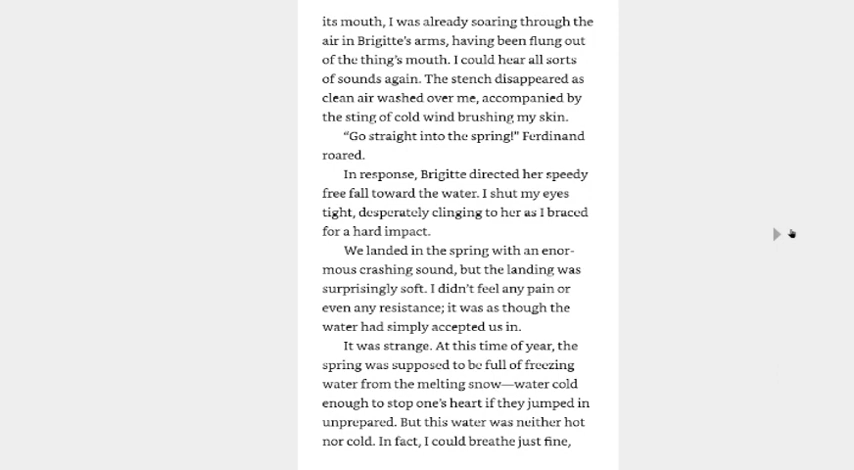 its mouth, I was already soaring through the
air in Brigitte's arms, having been flung out
of the thing's mouth. I could hear all sorts
of sounds again. The stench disappeared as
clean air washed over me, accompanied by
the sting of cold wind brushing my skin.
“Go straight into the spring!" Ferdinand
roared.
In response, Brigitte directed her speedy
free fall toward the water. I shut my eyes
tight, desperately clinging to her as I braced
for a hard impact.
We landed in the spring with an enor-
mous crashing sound, but the landing was
surprisingly soft. I didn't feel any pain or
even any resistance; it was as though the
water had simply accepted us in.
It was strange. At this time of year, the
spring was supposed to be full of freezing
water from the melting snow—water cold
enough to stop one's heart if they jumped in
unprepared. But this water was neither hot
nor cold. In fact, I could breathe just fine,